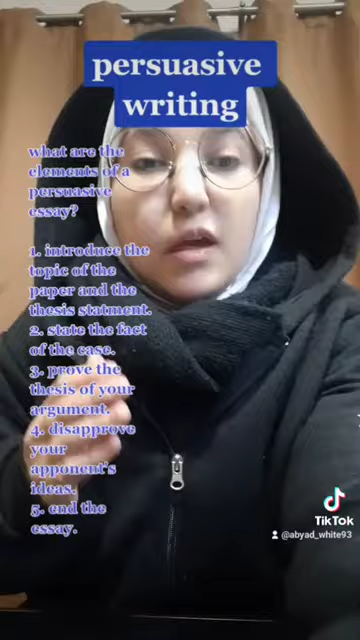 persuasive
writing
what are the
elements of a
persuasive
essay?
1. introduce the
topic of the
paper and the
thesis statment.
2. state the fact
of the case.
3. prove the
thesis of your
argument.
4. disapprove
your
apponent's
ideas.
5. end the
essay.
TikTok
@abyad_white93